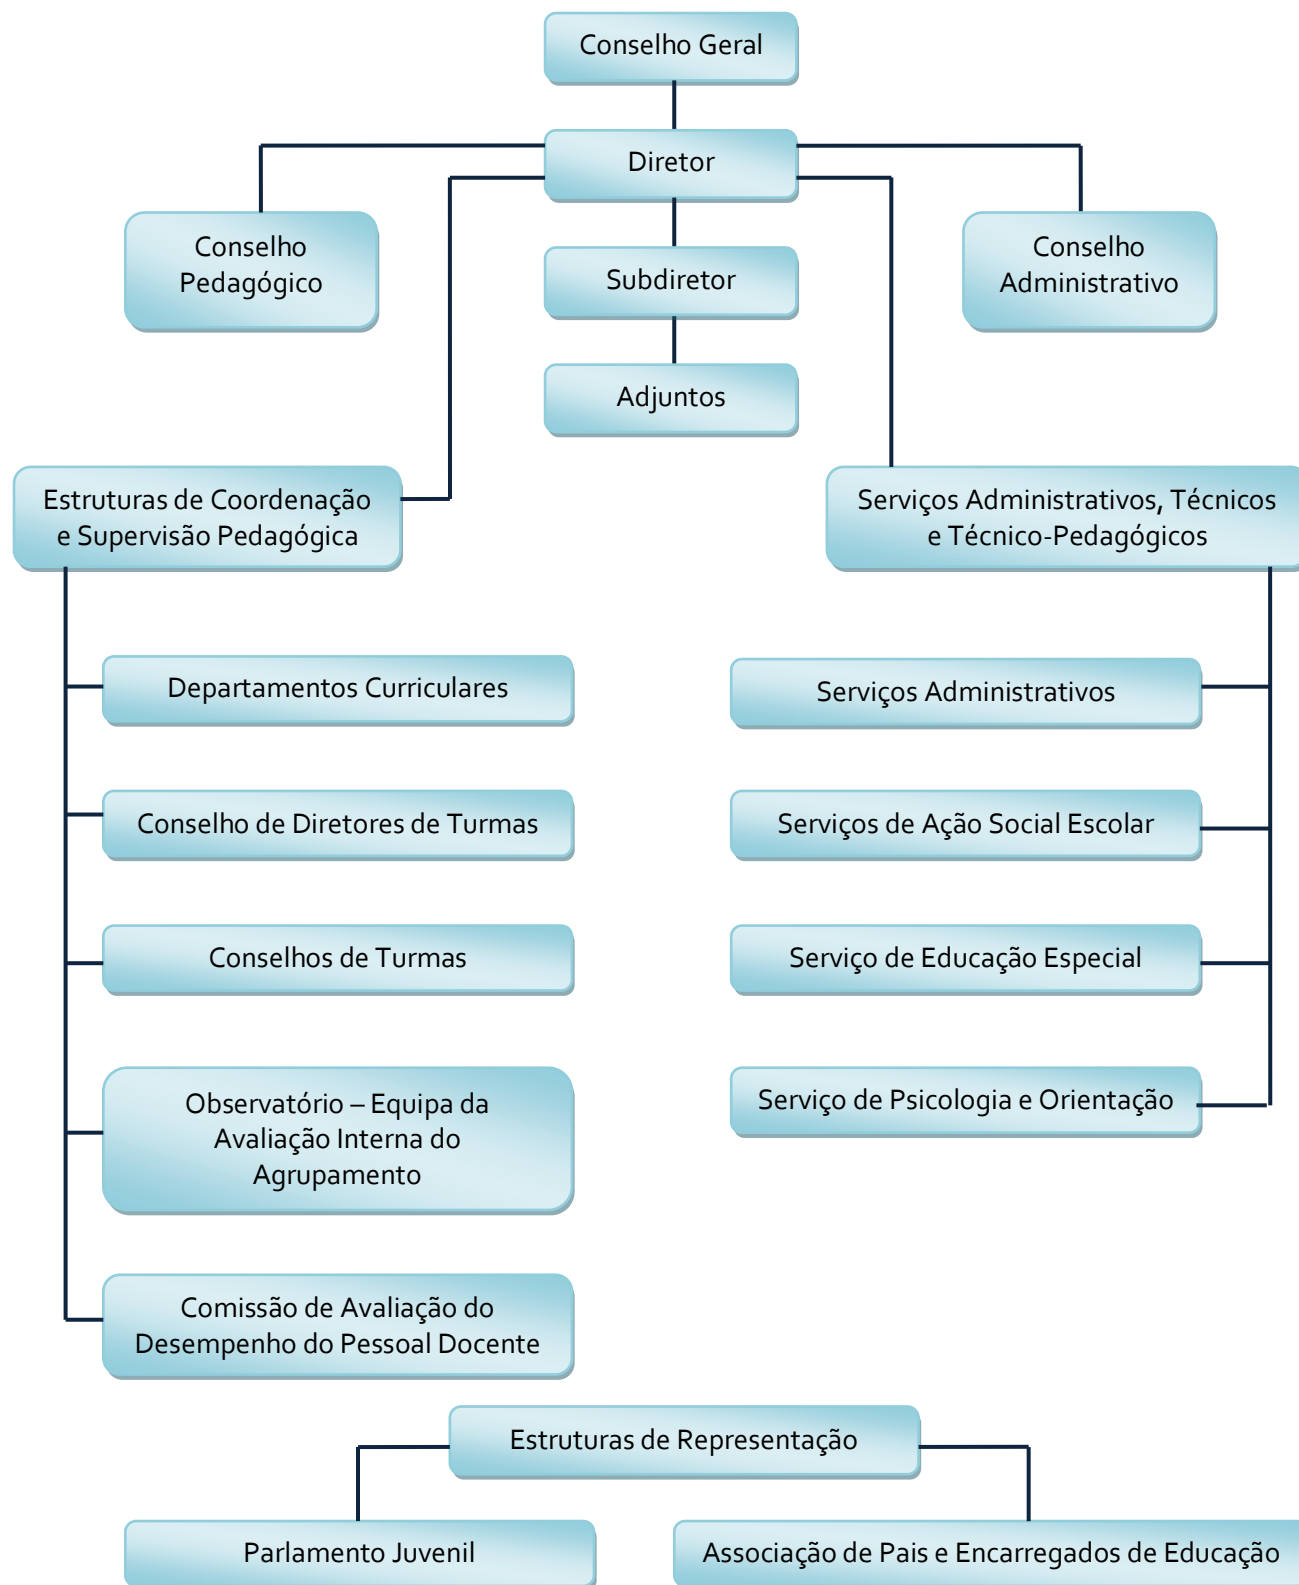 Conselho Geral
Diretor
Conselho
Pedagógico
Subdiretor
Conselho
Administrativo
Adjuntos
Estruturas de Coordenação
e Supervisão Pedagógica
Serviços Administrativos, Técnicos
e Técnico-Pedagógicos
Departamentos Curriculares
Conselho de Diretores de Turmas
Conselhos de Turmas
Observatório – Equipa da
Avaliação Interna do
Agrupamento
Comissão de Avaliação do
Desempenho do Pessoal Docente
Serviços Administrativos
Serviços de Ação Social Escolar
Serviço de Educação Especial
Serviço de Psicologia e Orientação
Estruturas de Representação
Parlamento Juvenil
Associação de Pais e Encarregados de Educação